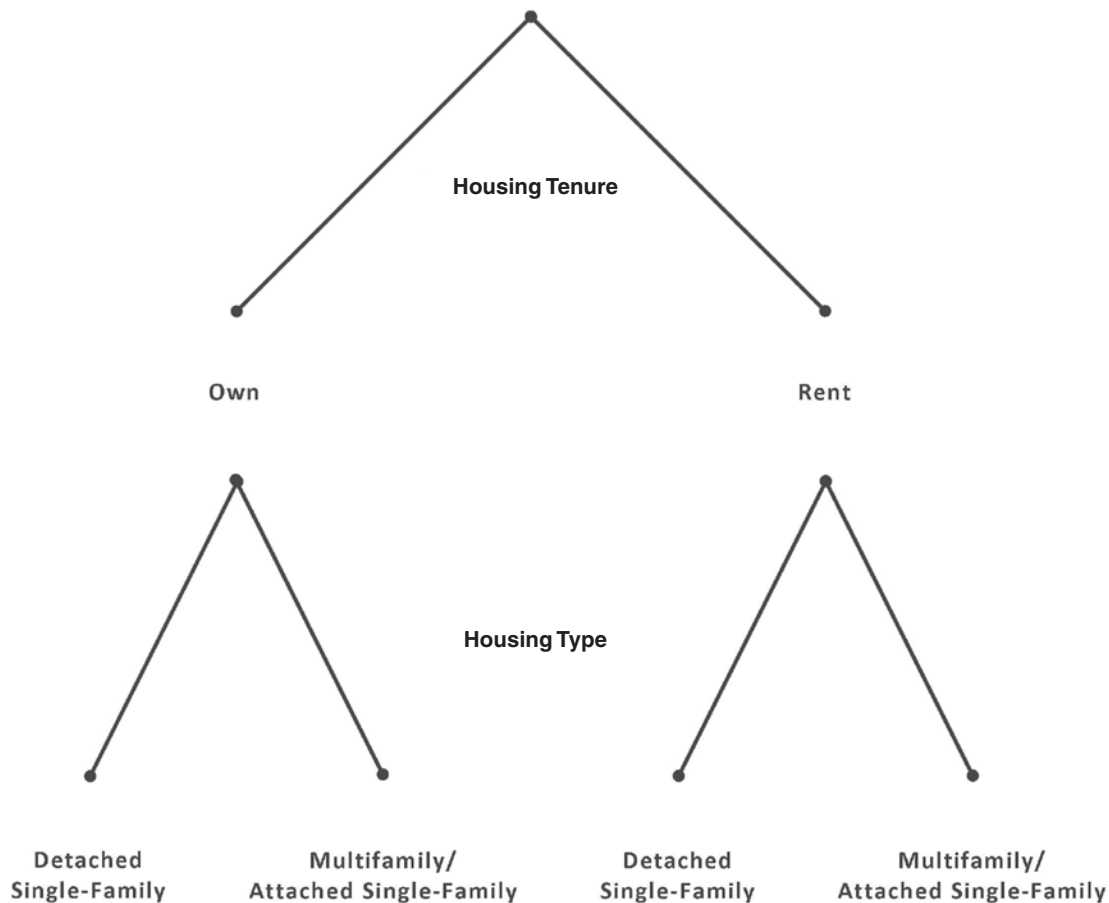 Housing Tenure
Own
Rent
Housing Type
Detached
Single-Family
Multifamily/
Attached Single-Family
Detached
Single-Family
Multifamily/
Attached Single-Family